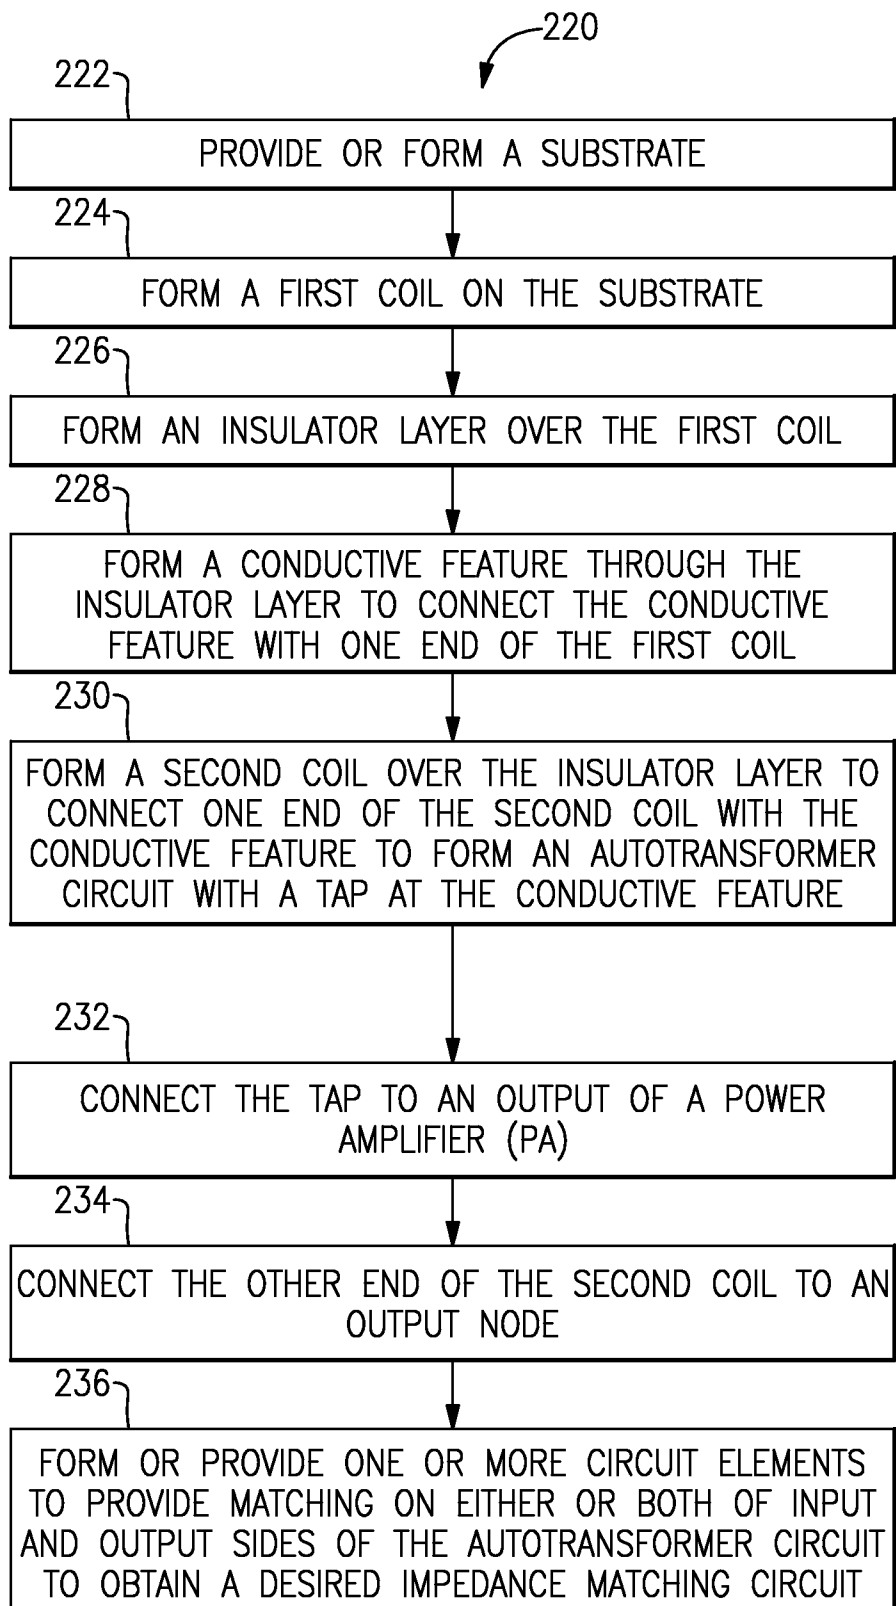 220
222
PROVIDE OR FORM A SUBSTRATE
224
FORM A FIRST COIL ON THE SUBSTRATE
226
FORM AN INSULATOR LAYER OVER THE FIRST COIL
228
FORM A CONDUCTIVE FEATURE THROUGH THE
INSULATOR LAYER TO CONNECT THE CONDUCTIVE
FEATURE WITH ONE END OF THE FIRST COIL
230
FORM A SECOND COIL OVER THE INSULATOR LAYER TO
CONNECT ONE END OF THE SECOND COIL WITH THE
CONDUCTIVE FEATURE TO FORM AN AUTOTRANSFORMER
CIRCUIT WITH A TAP AT THE CONDUCTIVE FEATURE
232
CONNECT THE TAP TO AN OUTPUT OF A POWER
AMPLIFIER (PA)
234
CONNECT THE OTHER END OF THE SECOND COIL TO AN
OUTPUT NODE
236
FORM OR PROVIDE ONE OR MORE CIRCUIT ELEMENTS
TO PROVIDE MATCHING ON EITHER OR BOTH OF INPUT
AND OUTPUT SIDES OF THE AUTOTRANSFORMER CIRCUIT
TO OBTAIN A DESIRED IMPEDANCE MATCHING CIRCUIT